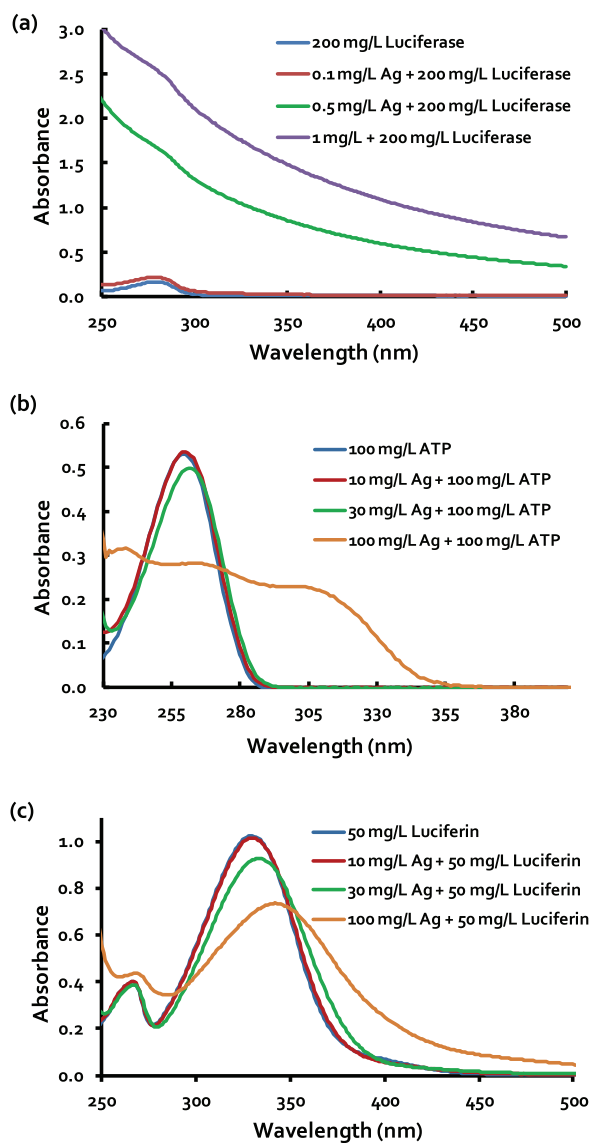 (a)
3.0
2.5
2.0
1.5
1.0
0.5
0.0
Absorbance
200 mg/L Luciferase
0.1 mg/L Ag + 200 mg/L Luciferase
0.5 mg/L Ag + 200 mg/L Luciferase
1 mg/L + 200 mg/L Luciferase
250 300 350 400 450 500
Wavelength (nm)
(b)
0.6
0.5
0.4
0.3
0.2
0.1
0.0
Absorbance
100 mg/L ATP
10 mg/L Ag + 100 mg/L ATP
30 mg/L Ag + 100 mg/L ATP
100 mg/L Ag + 100 mg/L ATP
230 255 280 305 330 355 380
Wavelength (nm)
(c)
1.0
0.8
0.6
0.4
0.2
0.0
Absorbance
50 mg/L Luciferin
10 mg/L Ag + 50 mg/L Luciferin
30 mg/L Ag + 50 mg/L Luciferin
100 mg/L Ag + 50 mg/L Luciferin
250 300 350 400 450 500
Wavelength (nm)